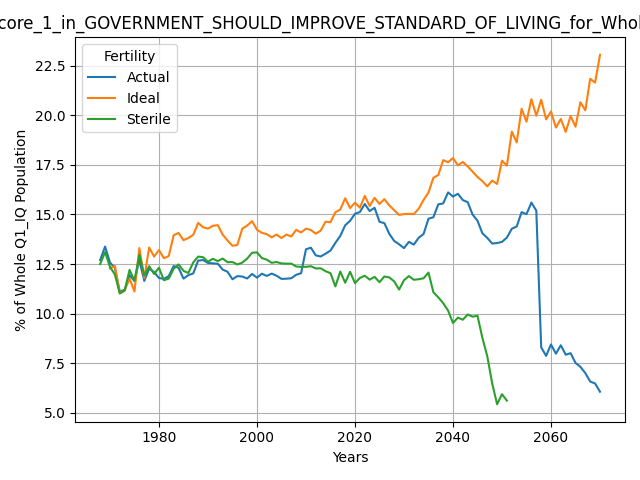 core_1_in_GOVERNMENT_SHOULD_IMPROVE_STANDARD_OF_LIVING_for_Whol
Fertility
Actual
Ideal
Sterile
% of Whole Q1_IQ Population
22.5
20.0
17.5
15.0
12.5
10.0
7.5
5.0
1980 2000 2020 2040 2060
Years